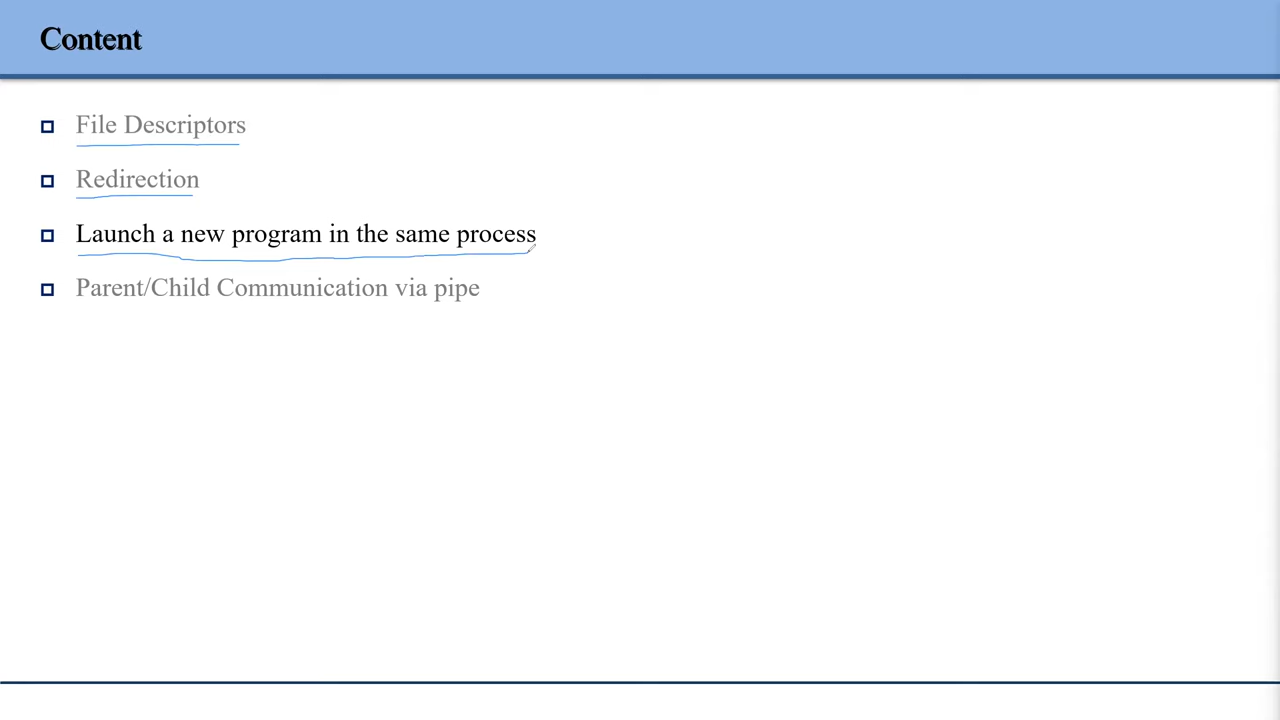 Content
File Descriptors
Redirection
Launch a new program in the same process
Parent/Child Communication via pipe